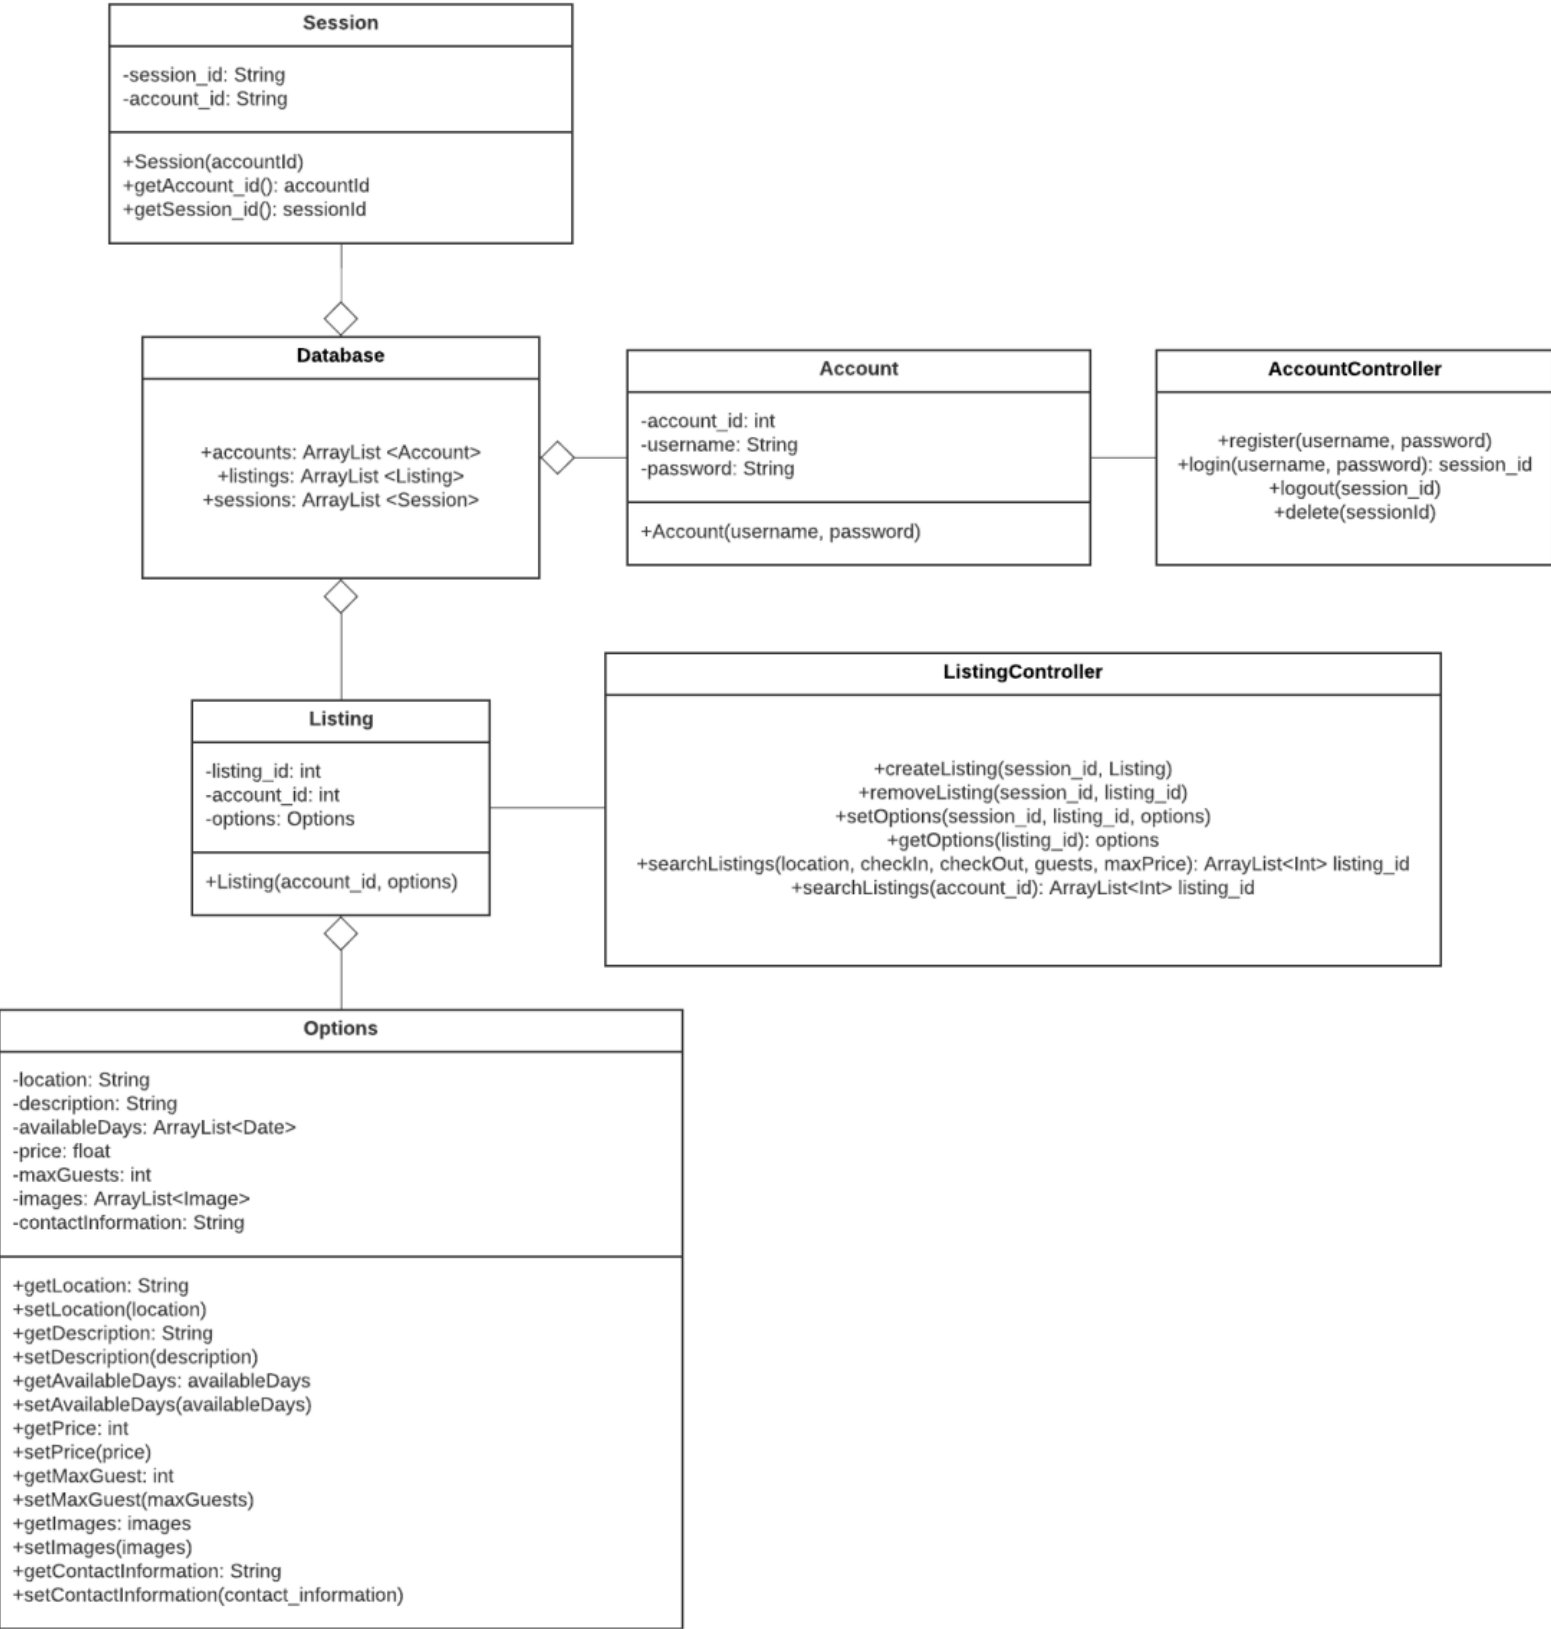 Session
-session_id: String
-account_id: String
+Session(accountId)
+getAccount_id(): accountId
+getSession_id(): sessionId
Database
+accounts: ArrayList <Account>
+listings: ArrayList <Listing>
+sessions: ArrayList <Session>
Account
-account_id: int
-username: String
-password: String
+Account(username, password)
AccountController
+register(username, password)
+login(username, password): session_id
+logout(session_id)
+delete(sessionId)
Listing
-listing_id: int
-account_id: int
-options: Options
+Listing(account_id, options)
ListingController
+createListing(session_id, Listing)
+removeListing(session_id, listing_id)
+setOptions(session_id, listing_id, options)
+getOptions(listing_id): options
+searchListings(location, checkIn, checkOut, guests, maxPrice): ArrayList<Int> listing_id
+searchListings(account_id): ArrayList<Int> listing_id
Options
-location: String
-description: String
-availableDays: ArrayList<Date>
-price: float
-maxGuests: int
-images: ArrayList<Image>
-contactInformation: String
+getLocation: String
+setLocation(location)
+getDescription: String
+setDescription(description)
+getAvailableDays: availableDays
+setAvailableDays(availableDays)
+getPrice: int
+setPrice(price)
+getMaxGuest: int
+setMaxGuest(maxGuests)
+getImages: images
+setImages(images)
+getContactInformation: String
+setContactInformation(contact_information)